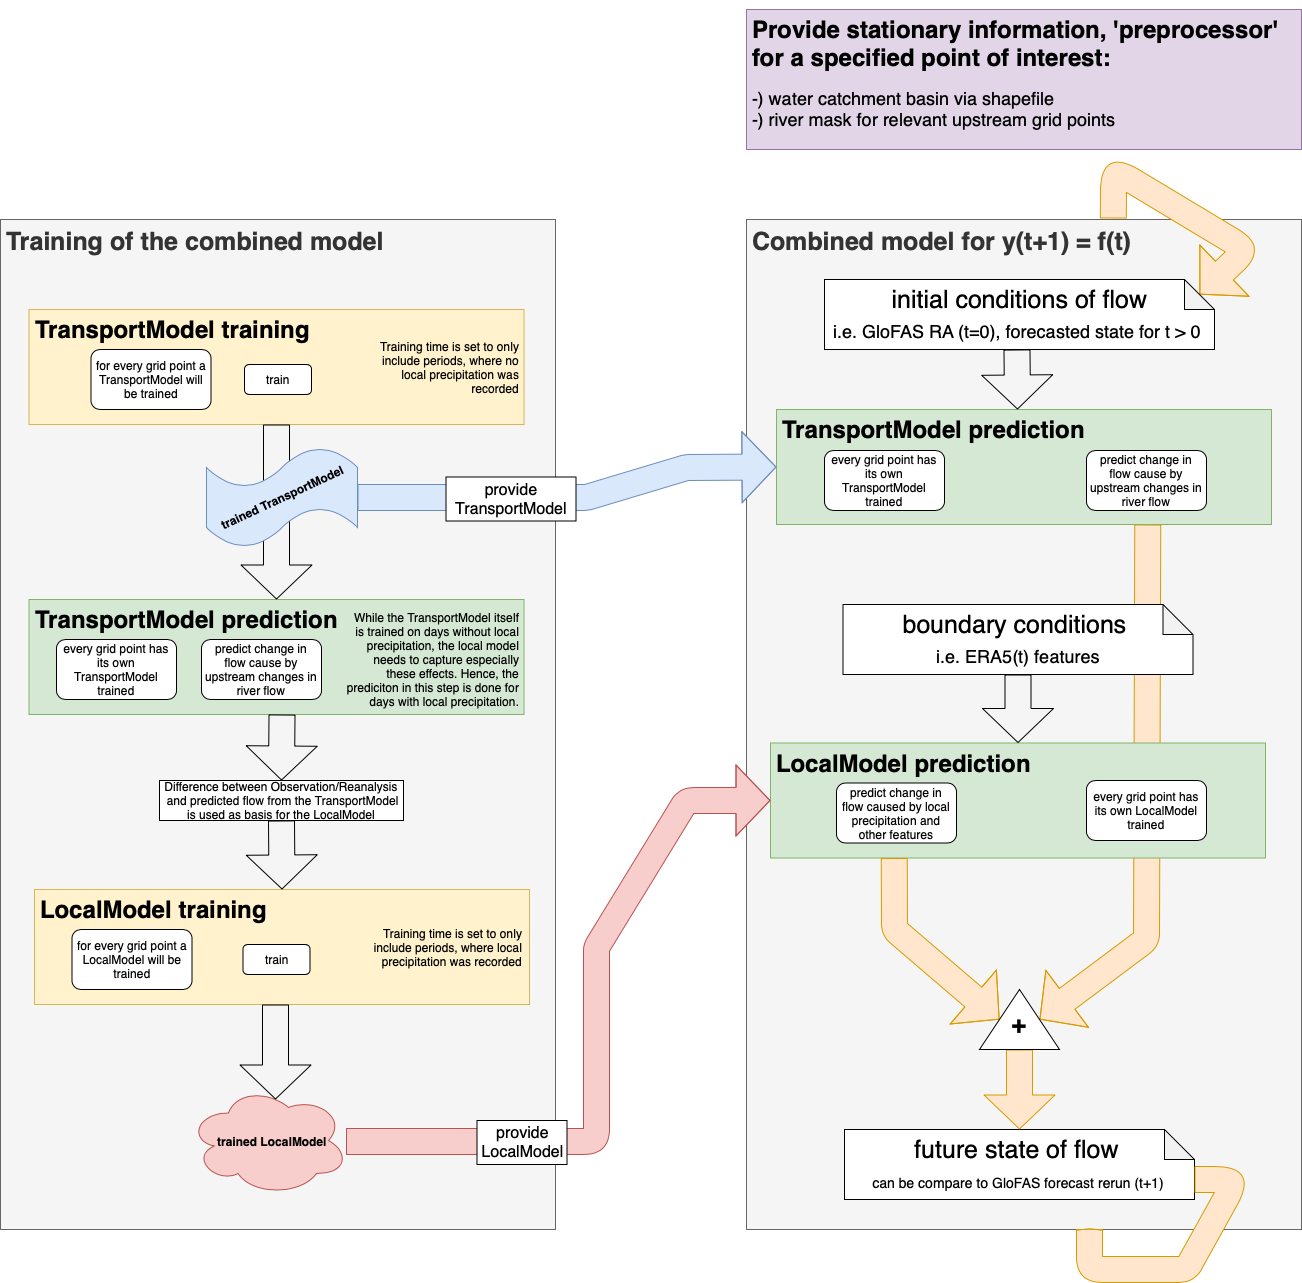 Provide stationary information, 'preprocessor'
for a specified point of interest:
-) water catchment basin via shapefile
-) river mask for relevant upstream grid points
Training of the combined model
TransportModel training
for every grid point a
TransportModel will
be trained
train
Training time is set to only
include periods, where no
local precipitation was
recorded
trained TransportModel
provide
TransportModel
TransportModel prediction
every grid point has
its own
TransportModel
trained
predict change in
flow cause by
upstream changes in
river flow
While the TransportModel itself
is trained on days without local
precipitation, the local model
needs to capture especially
these effects. Hence, the
prediciton in this step is done for
days with local precipitation.
Difference between Observation/Reanalysis
and predicted flow from the TransportModel
is used as basis for the LocalModel
LocalModel training
for every grid point a
LocalModel will be
trained
train
Training time is set to only
include periods, where local
precipitation was recorded
trained LocalModel
provide
LocalModel
Combined model for y(t+1) = f(t)
initial conditions of flow
i.e. GloFAS RA (t=0), forecasted state for t > 0
TransportModel prediction
every grid point has
its own
TransportModel
trained
predict change in
flow cause by
upstream changes in
river flow
boundary conditions
i.e. ERA5(t) features
LocalModel prediction
predict change in
flow caused by local
precipitation and
other features
every grid point has
its own LocalModel
trained
+
future state of flow
can be compare to GloFAS forecast rerun (t+1)